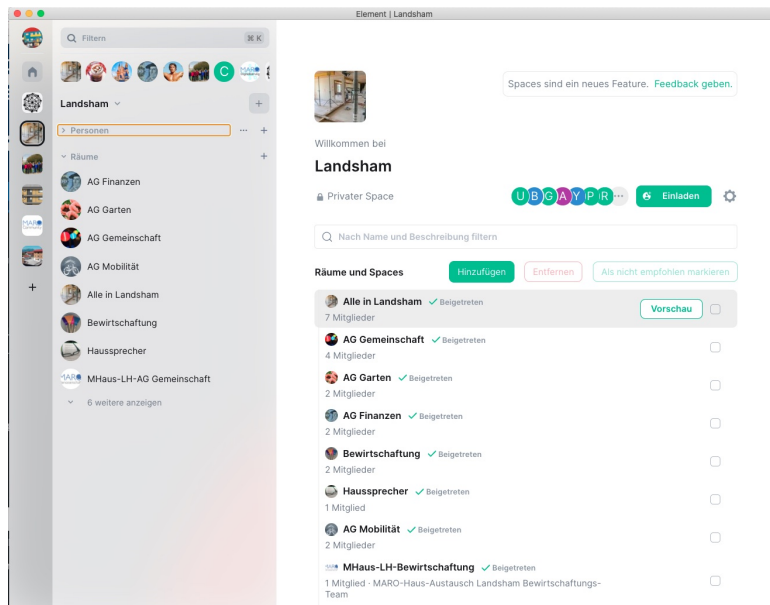 Element | Landsham
Filtern
⌘ K
C
MARO
Landsham
Personen
Räume
AG Finanzen
AG Garten
AG Gemeinschaft
AG Mobilität
Alle in Landsham
Bewirtschaftung
Haussprecher
MHaus-LH-AG Gemeinschaft
6 weitere anzeigen
MARO
Spaces sind ein neues Feature. Feedback geben.
Willkommen bei
Landsham
Privater Space
U B G A Y P R ...
Einladen
Nach Name und Beschreibung filtern
Räume und Spaces
Hinzufügen
Entfernen
Als nicht empfohlen markieren
Alle in Landsham Beigetreten
7 Mitglieder
Vorschau
AG Gemeinschaft Beigetreten
4 Mitglieder
AG Garten Beigetreten
2 Mitglieder
AG Finanzen Beigetreten
2 Mitglieder
Bewirtschaftung Beigetreten
2 Mitglieder
Haussprecher Beigetreten
1 Mitglied
AG Mobilität Beigetreten
2 Mitglieder
MHaus-LH-Bewirtschaftung Beigetreten
1 Mitglied · MARO-Haus-Austausch Landsham Bewirtschaftungs-
Team